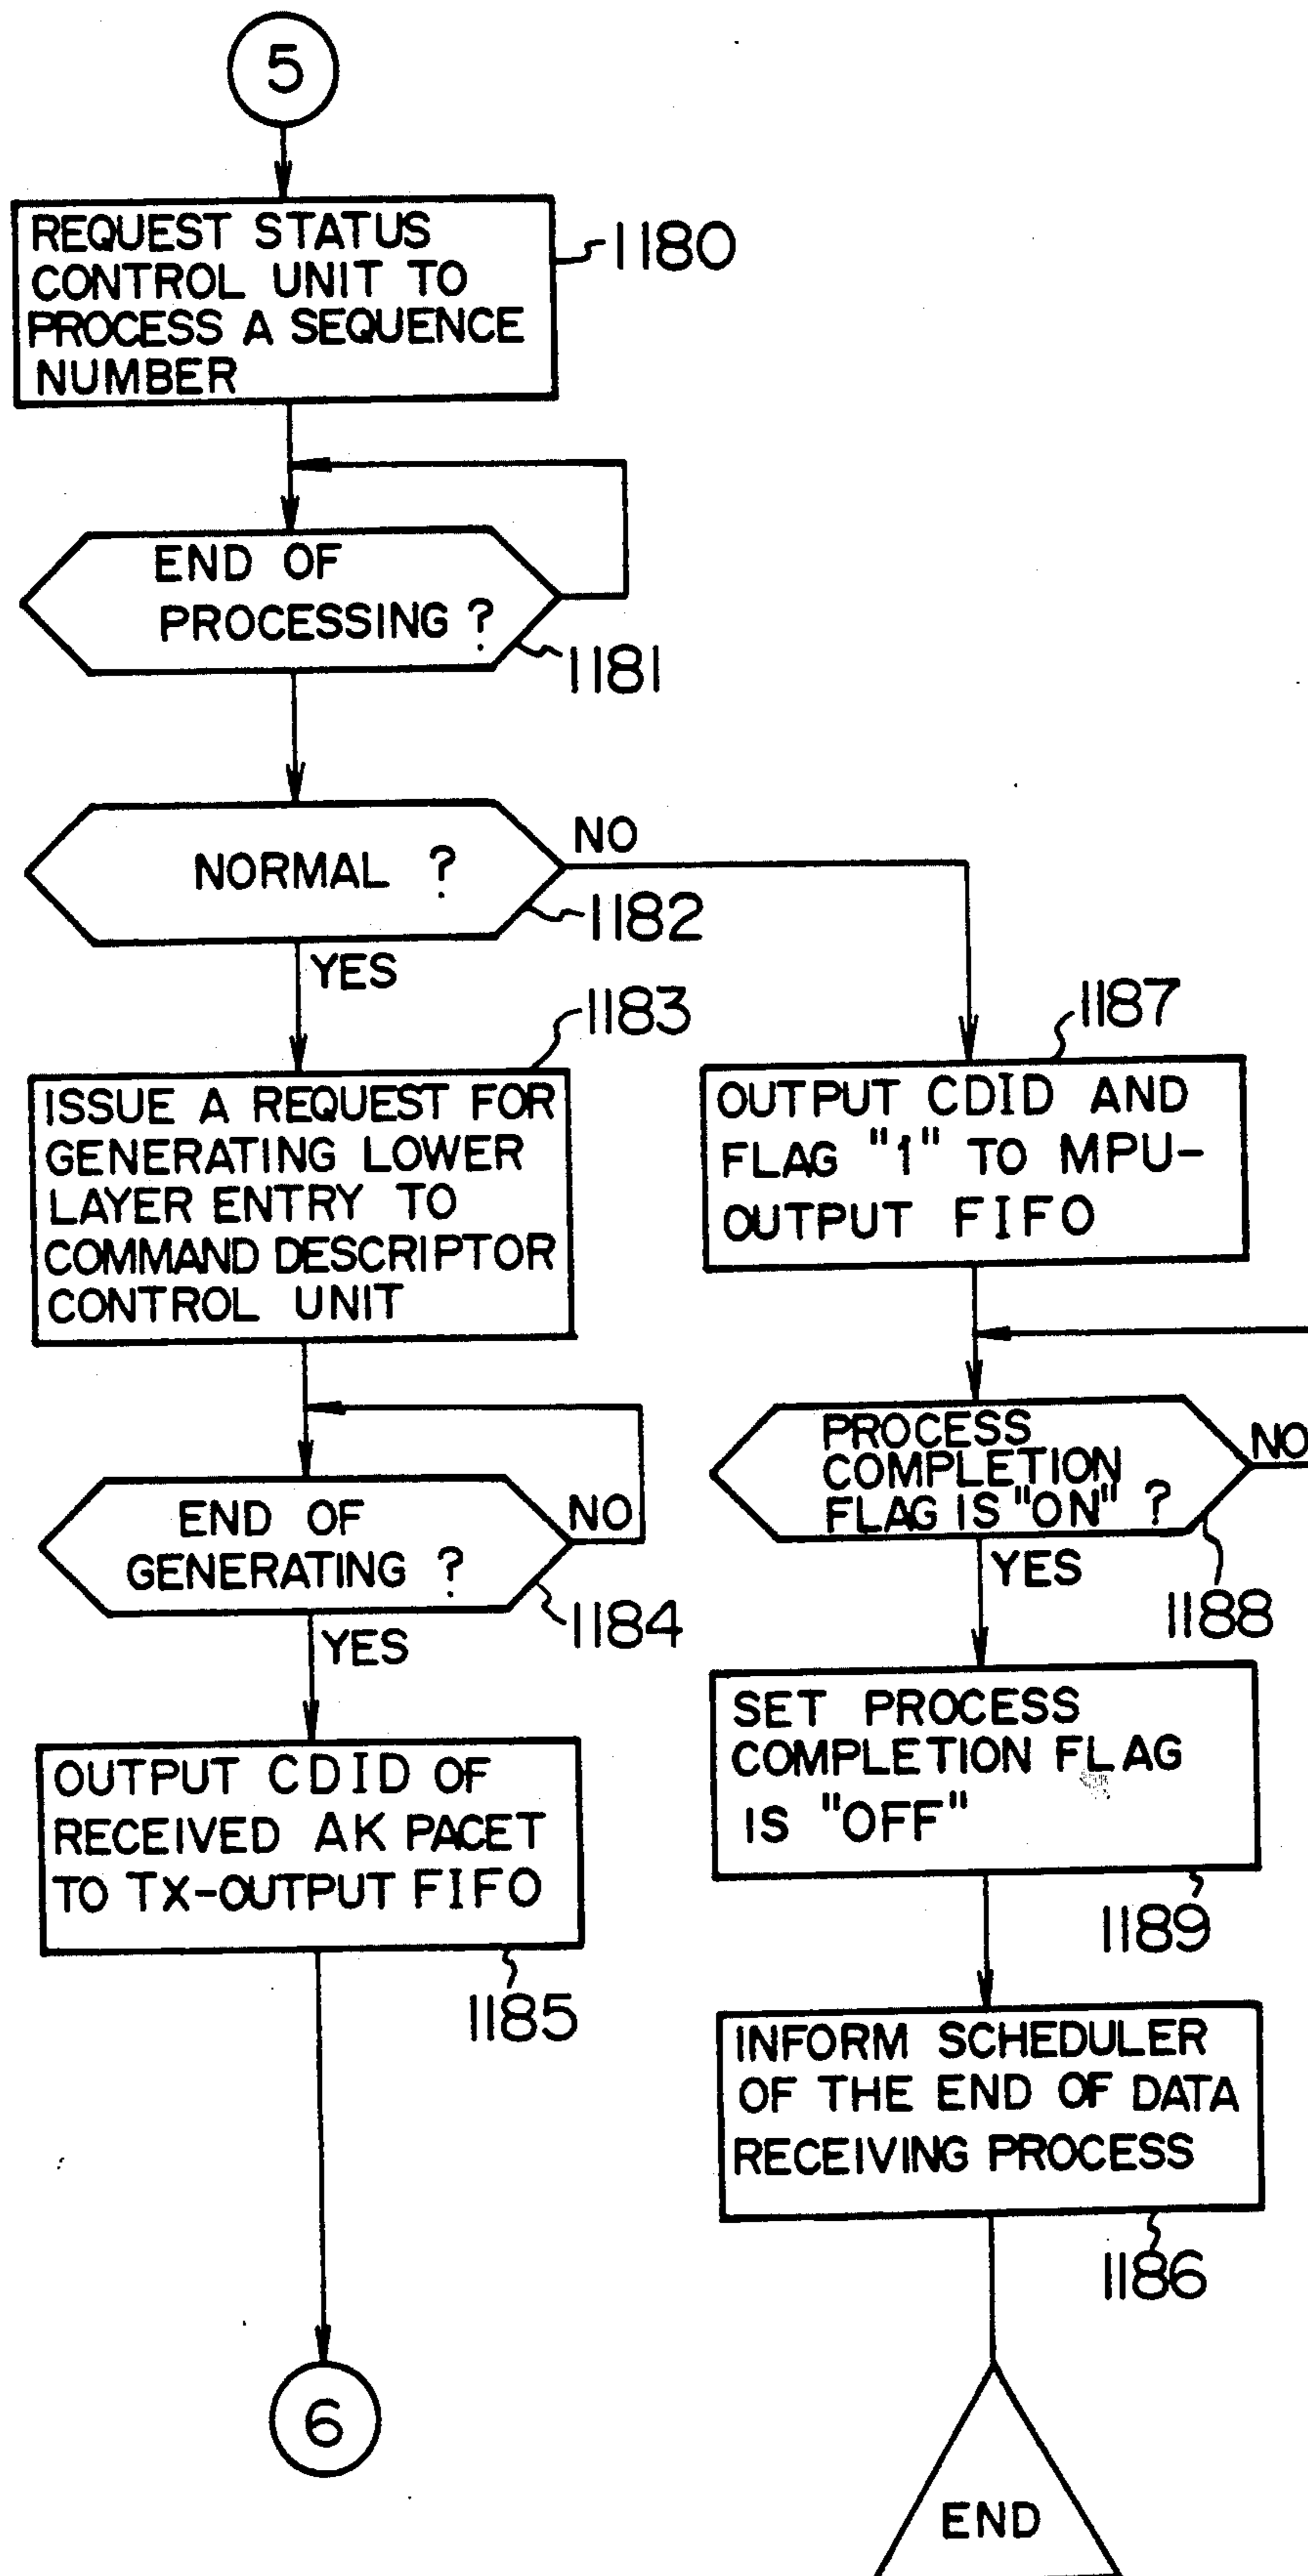 5
REQUEST STATUS
CONTROL UNIT TO
PROCESS A SEQUENCE
NUMBER
1180
END OF
PROCESSING ?
1181
NORMAL ?
NO
1182
YES
1183
ISSUE A REQUEST FOR
GENERATING LOWER
LAYER ENTRY TO
COMMAND DESCRIPTOR
CONTROL UNIT
END OF
GENERATING ?
NO
1184
YES
OUTPUT CDID OF
RECEIVED AK PACET
TO TX-OUTPUT FIFO
1185
6
1187
OUTPUT CDID AND
FLAG "1" TO MPU-
OUTPUT FIFO
PROCESS
COMPLETION
FLAG IS "ON" ?
NO
1188
YES
SET PROCESS
COMPLETION FLAG
IS "OFF"
1189
INFORM SCHEDULER
OF THE END OF DATA
RECEIVING PROCESS
1186
END